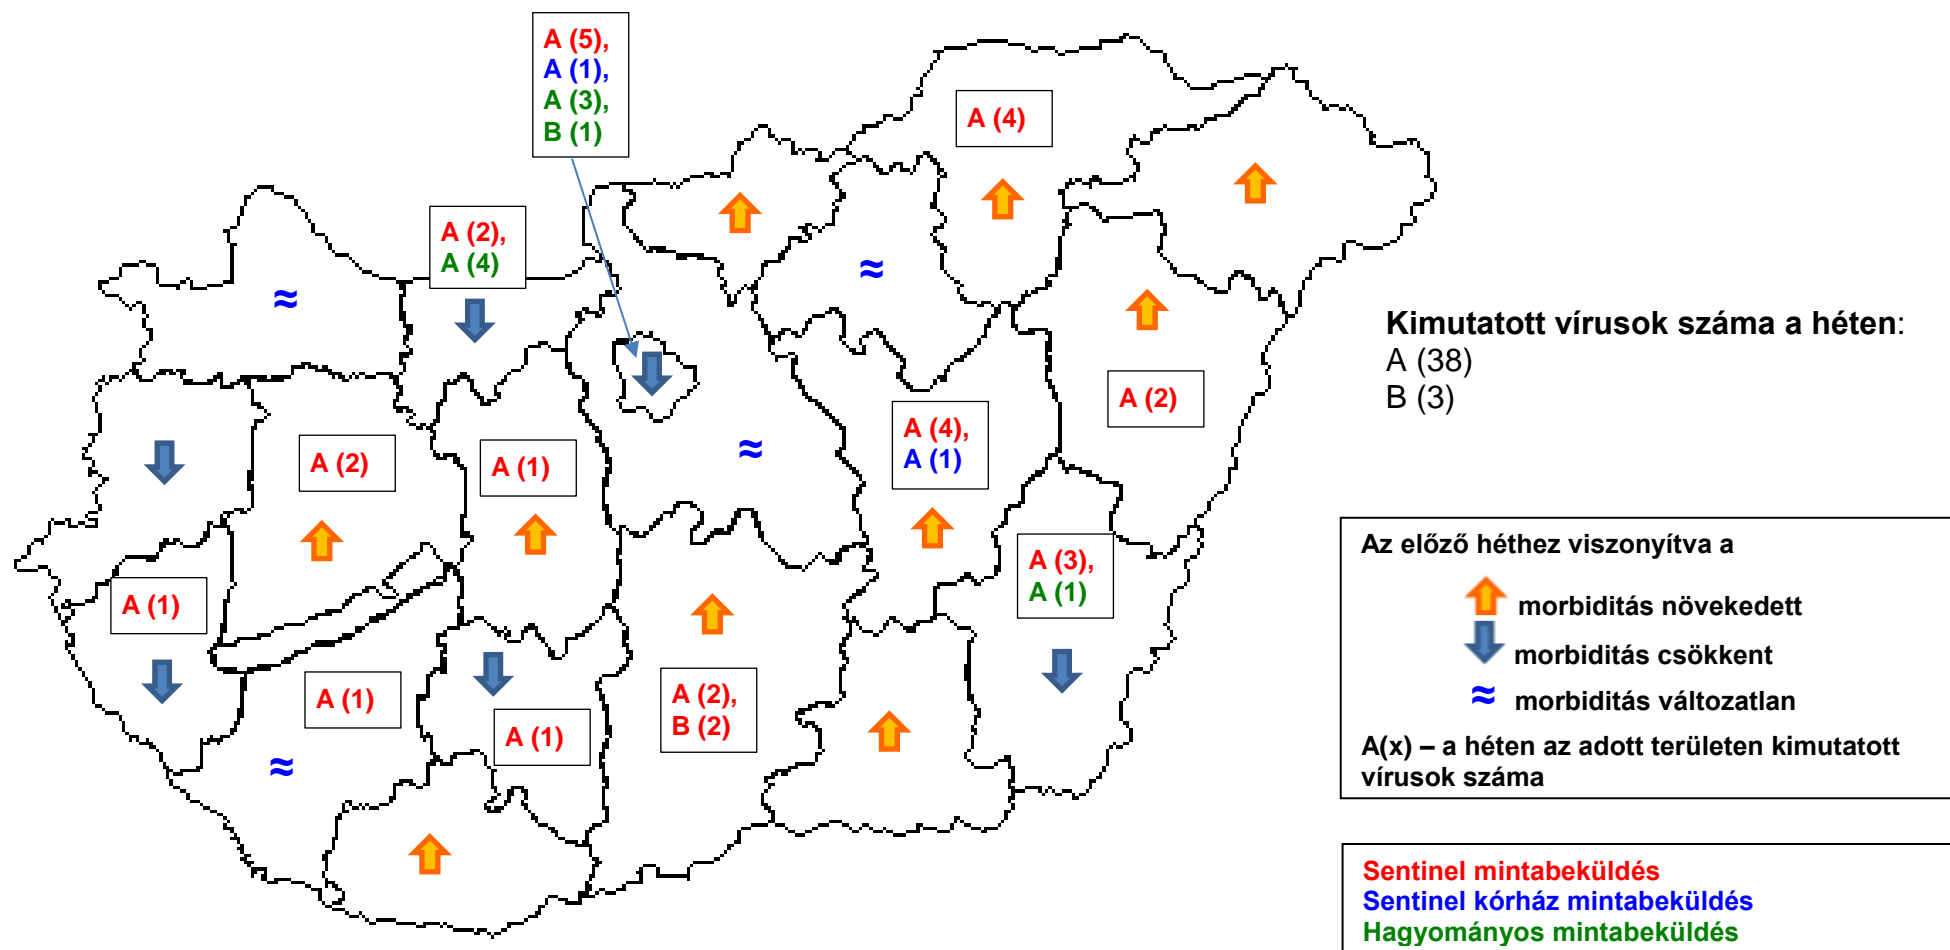 A (5),
A (1),
A (3),
B (1)
A (4)
A (2),
A (4)
≈
≈
Kimutatott vírusok száma a héten:
A (38)
B (3)
A (2)
A (4),
A (1)
A (2)
A (1)
≈
A (3),
A (1)
A (1)
A (1)
A (1)
A (2),
B (2)
≈
Az előző héthez viszonyítva a
morbiditás növekedett
morbiditás csökkent
≈ morbiditás változatlan
A(x) – a héten az adott területen kimutatott
vírusok száma
Sentinel mintabeküldés
Sentinel kórház mintabeküldés
Hagyományos mintabeküldés